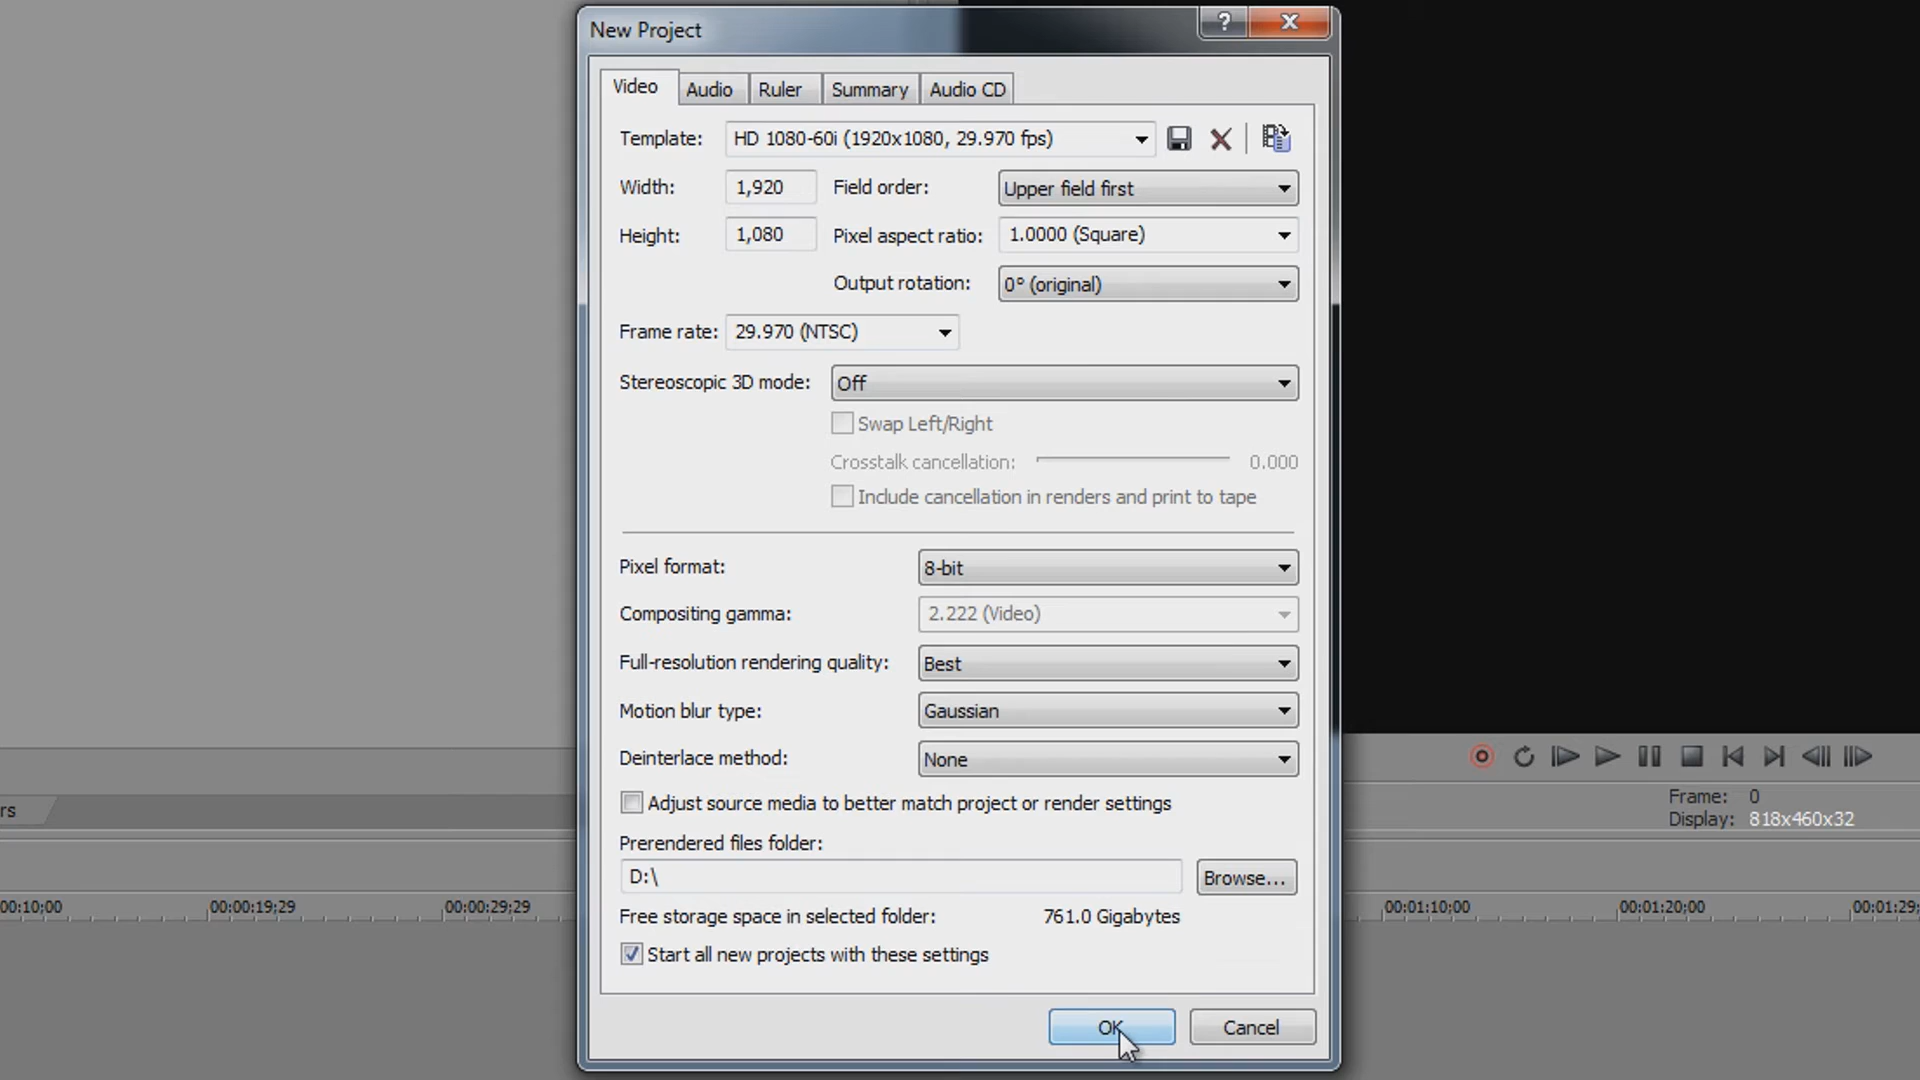 New Project
?
Video Audio Ruler Summary Audio CD
Template: HD 1080-60i (1920x1080, 29.970 fps)
Width: 1,920 Field order: Upper field first
Height: 1,080 Pixel aspect ratio: 1.0000 (Square)
Output rotation: 0° (original)
Frame rate: 29.970 (NTSC)
Stereoscopic 3D mode: Off
Swap Left/Right
Crosstalk cancellation: 0.000
Include cancellation in renders and print to tape
Pixel format: 8-bit
Compositing gamma: 2.222 (Video)
Full-resolution rendering quality: Best
Motion blur type: Gaussian
Deinterlace method: None
Adjust source media to better match project or render settings
Prerendered files folder:
D:\ Browse...
Free storage space in selected folder: 761.0 Gigabytes
Start all new projects with these settings
OK Cancel
rs
Frame: 0
Display: 818x460x32
00:00:10;00 00:00:19;29 00:00:29;29 00:01:10;00 00:01:20;00 00:01:29;